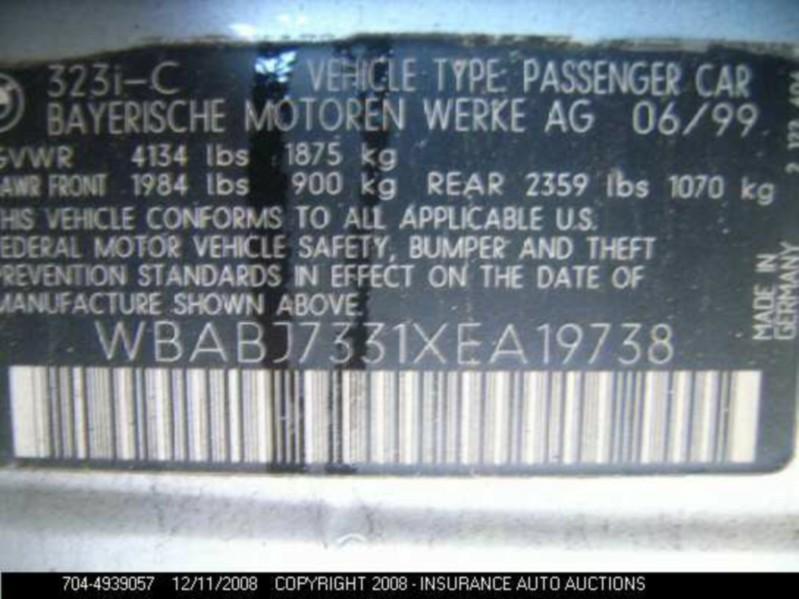 323i-C VEHICLE TYPE: PASSENGER CAR
BAYERISCHE MOTOREN WERKE AG 06/99
GVWR 4134 lbs 1875 kg
GAWR FRONT 1984 lbs 900 kg REAR 2359 lbs 1070 kg
THIS VEHICLE CONFORMS TO ALL APPLICABLE U.S.
FEDERAL MOTOR VEHICLE SAFETY, BUMPER AND THEFT
PREVENTION STANDARDS IN EFFECT ON THE DATE OF
MANUFACTURE SHOWN ABOVE.
WBABJ7331XEA19738
MADE IN
GERMANY
704-4939057 12/11/2008 COPYRIGHT 2008 - INSURANCE AUTO AUCTIONS